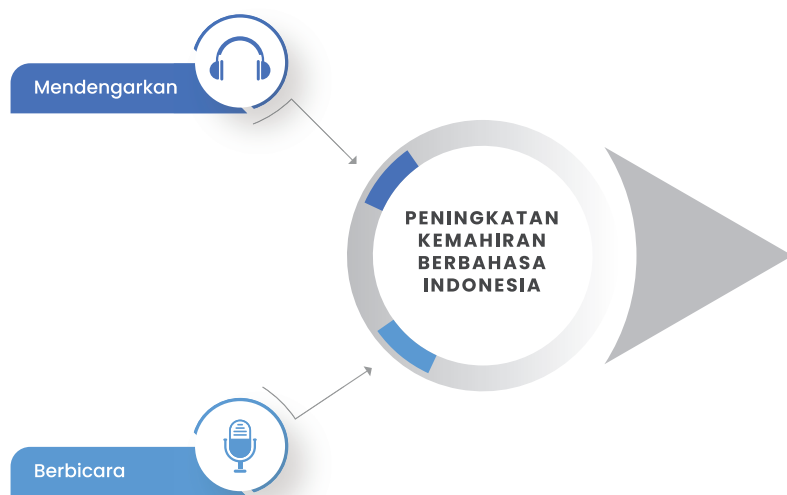 Mendengarkan
PENINGKATAN
KEMAHIRAN
BERBAHASA
INDONESIA
Berbicara